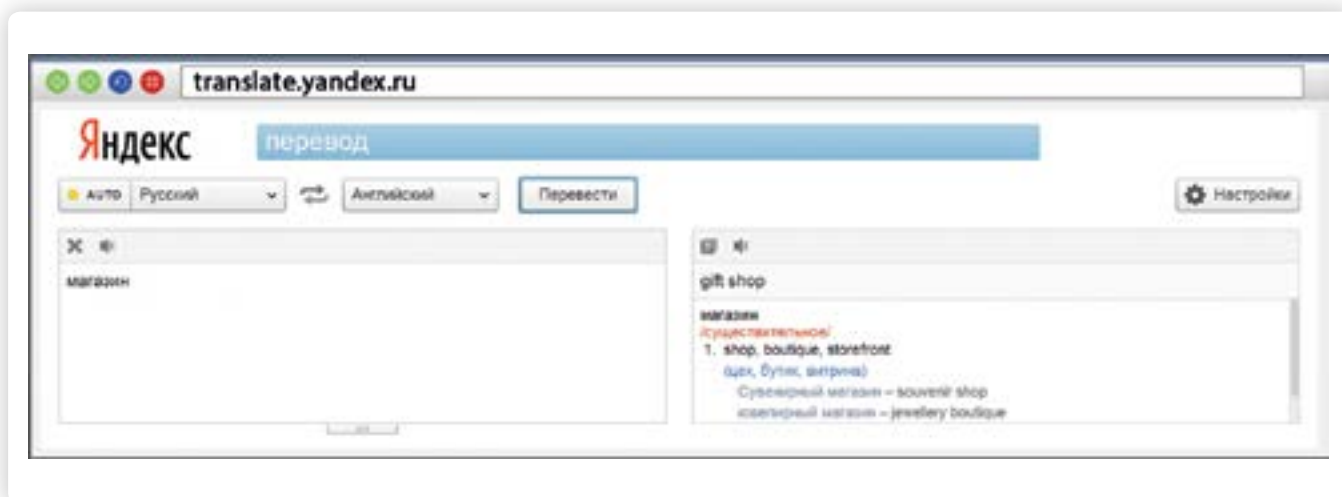 translate.yandex.ru
Яндекс
перевод
AUTO Русский Английский Перевести Настройки
магазин
gift shop
магазин
/существительное/
1. shop, boutique, storefront
(цех, бутик, витрина)
Сувенирный магазин – souvenir shop
ювелирный магазин – jewellery boutique